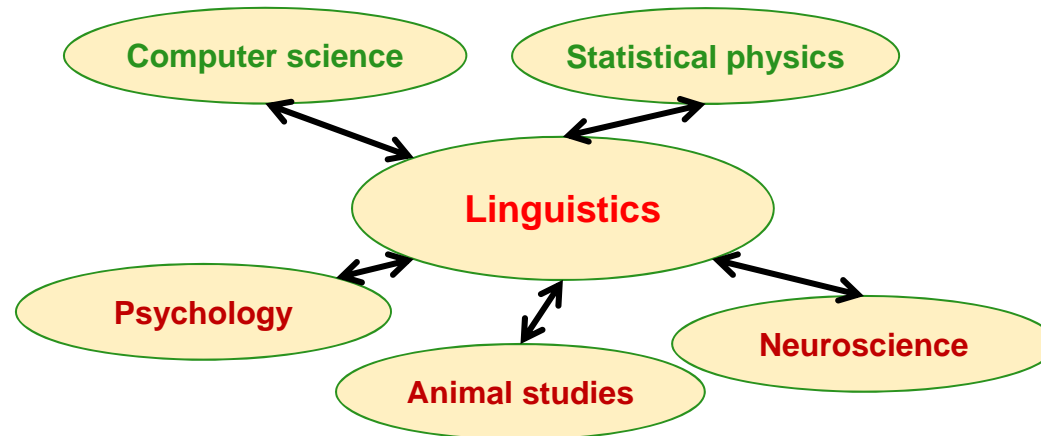 Computer science
Statistical physics
Linguistics
Psychology
Neuroscience
Animal studies